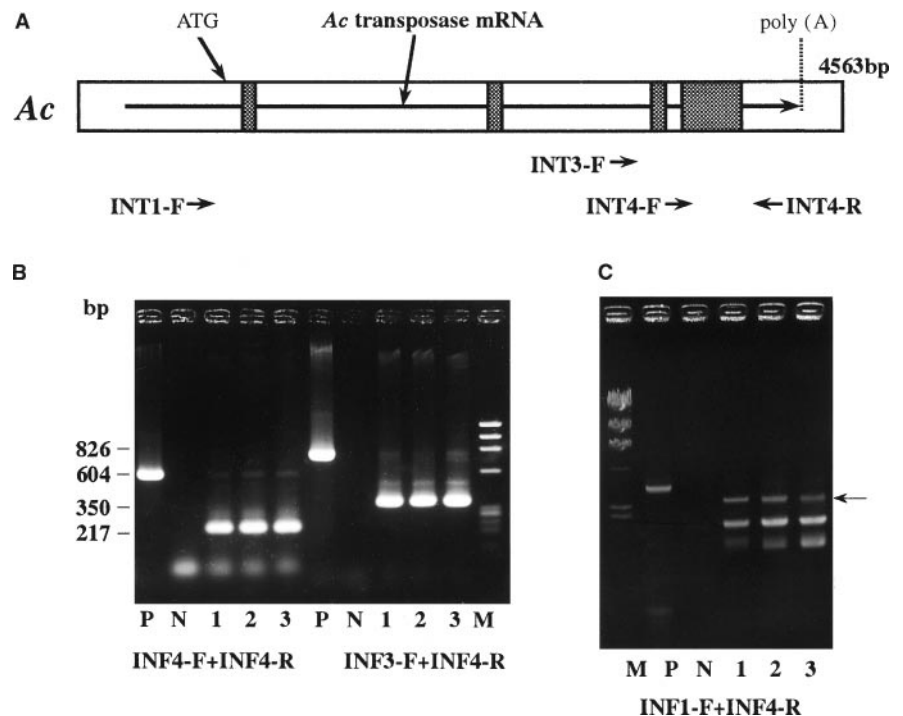 A
ATG
Ac transposase mRNA
poly (A)
4563bp
Ac
INT3-F
INT1-F
INT4-F
INT4-R
B
bp
826
604
350
217
P N 1 2 3 P N 1 2 3 M
INF4-F+INF4-R
INF3-F+INF4-R
C
M P N 1 2 3
INF1-F+INF4-R